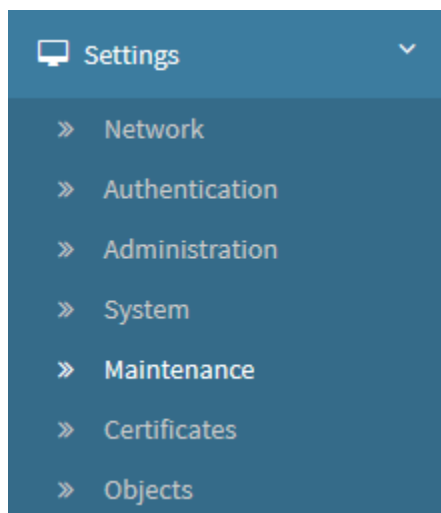 Settings
Network
Authentication
Administration
System
Maintenance
Certificates
Objects